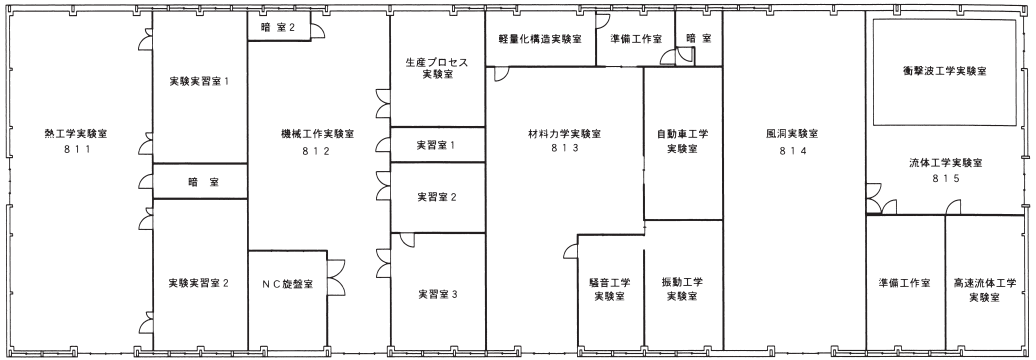 熱工学実験室
811
実験実習室1
暗 室
実験実習室2
暗 室 2
機械工作実験室
812
NC旋盤室
生産プロセス
実験室
実習室1
実習室2
実習室3
軽量化構造実験室
準備工作室
暗 室
材料力学実験室
813
自動車工学
実験室
騒音工学
実験室
振動工学
実験室
風洞実験室
814
衝撃波工学実験室
流体工学実験室
815
準備工作室
高速流体工学
実験室